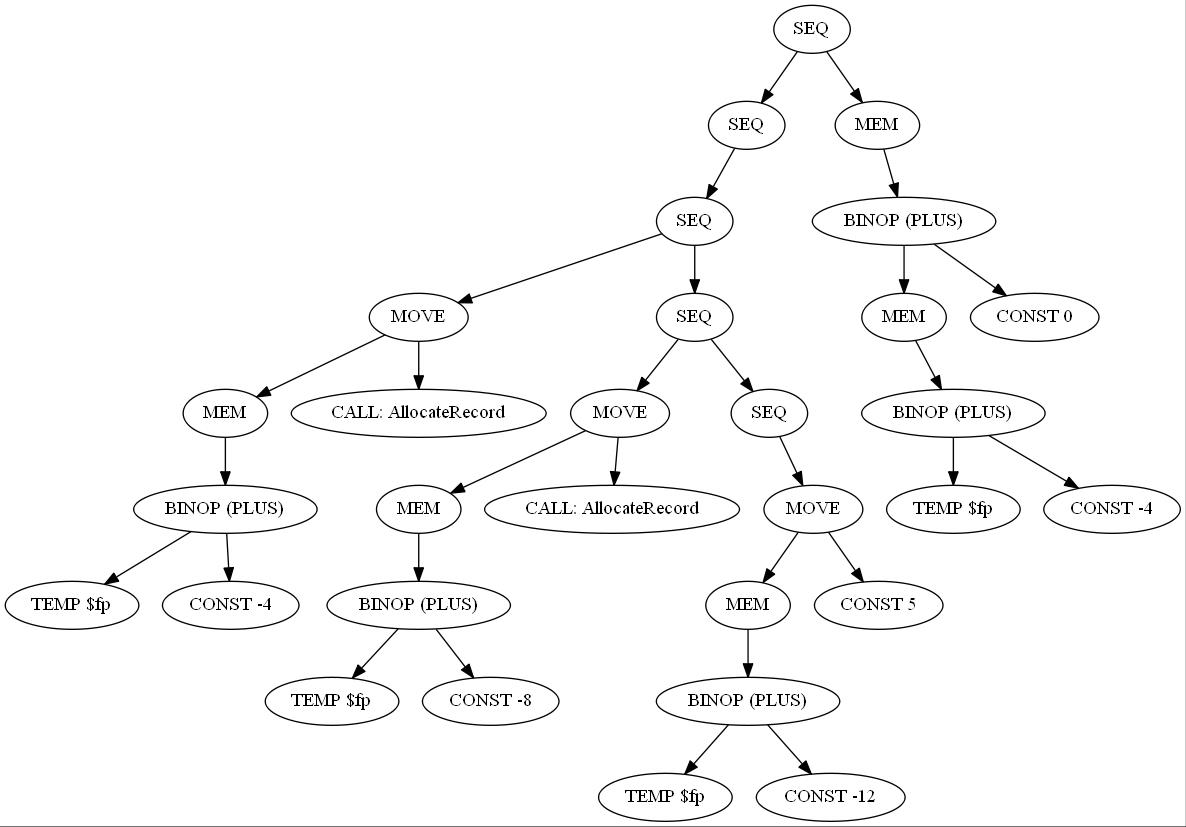 SEQ
SEQ
MEM
SEQ
BINOP (PLUS)
MOVE
SEQ
MEM
CONST 0
MEM
CALL: AllocateRecord
MOVE
SEQ
BINOP (PLUS)
BINOP (PLUS)
MEM
CALL: AllocateRecord
MOVE
TEMP $fp
CONST -4
TEMP $fp
CONST -4
BINOP (PLUS)
MEM
CONST 5
TEMP $fp
CONST -8
BINOP (PLUS)
TEMP $fp
CONST -12